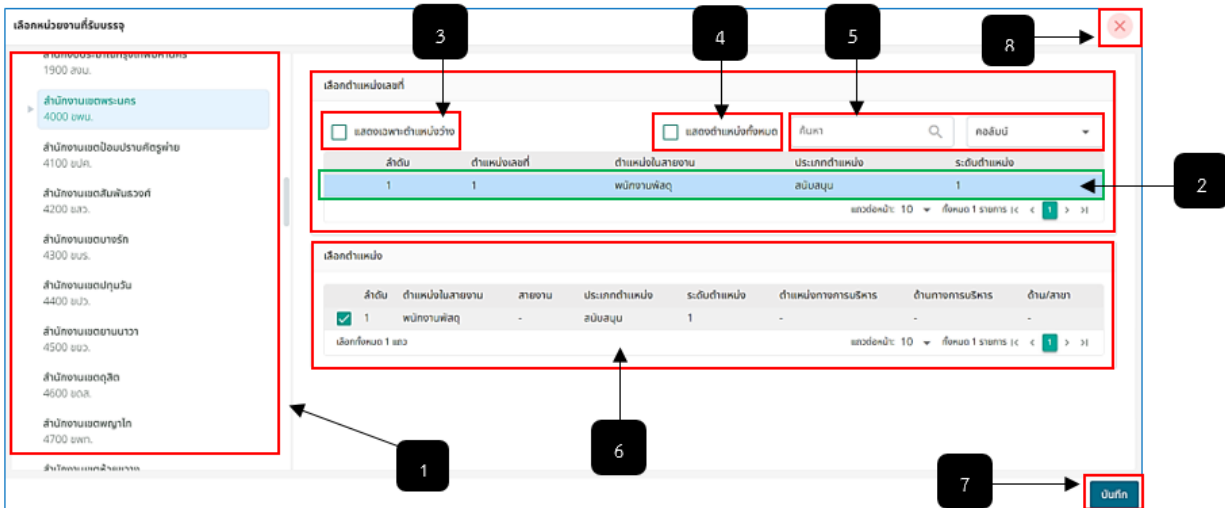 เลือกหน่วยงานที่รับบรรจุ
8
3
4
5
1900 สงม.
สำนักงานเขตพระนคร
4000 ขพน.
สำนักงานเขตป้อมปราบศัตรูพ่าย
4100 ขปศ.
สำนักงานเขตสัมพันธวงศ์
4200 ขสว.
สำนักงานเขตบางรัก
4300 ขบร.
สำนักงานเขตปทุมวัน
4400 ขปว.
สำนักงานเขตยานนาวา
4500 ขยว.
สำนักงานเขตดุสิต
4600 ขดส.
สำนักงานเขตพญาไท
4700 ขพท.
เลือกตำแหน่งเลขที่
แสดงเฉพาะตำแหน่งว่าง
แสดงตำแหน่งทั้งหมด
ค้นหา
คอลัมน์
ลำดับ ตำแหน่งเลขที่ ตำแหน่งในสายงาน ประเภทตำแหน่ง ระดับตำแหน่ง
1 1 พนักงานพัสดุ สนับสนุน 1
2
แถวต่อหน้า: 10 ทั้งหมด 1 รายการ |< < 1 > >|
เลือกตำแหน่ง
ลำดับ ตำแหน่งในสายงาน สายงาน ประเภทตำแหน่ง ระดับตำแหน่ง ตำแหน่งทางการบริหาร ด้านทางการบริหาร ด้าน/สาขา
1 พนักงานพัสดุ - สนับสนุน 1 - - -
เลือกทั้งหมด 1 แถว แถวต่อหน้า: 10 ทั้งหมด 1 รายการ |< < 1 > >|
6
1
7
บันทึก